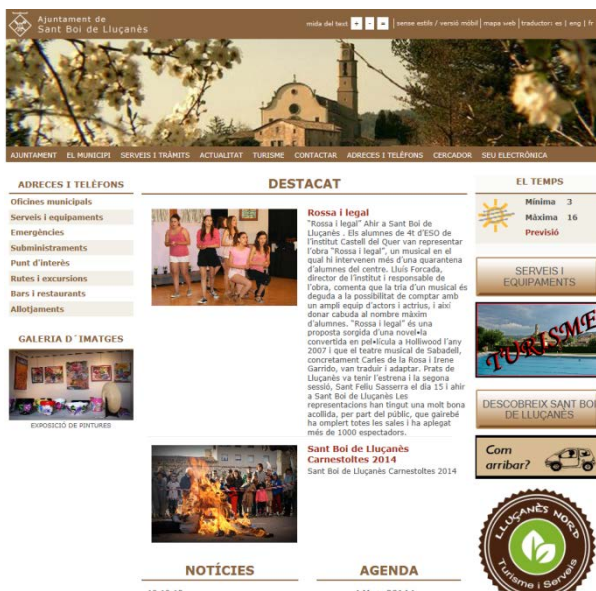 Ajuntament de
Sant Boi de Lluçanès
mida del text + - = | sense estils / versió mòbil | mapa web | traductor: es | eng | fr
AJUNTAMENT EL MUNICIPI SERVEIS I TRÀMITS ACTUALITAT TURISME CONTACTAR ADRECES I TELÈFONS CERCADOR SEU ELECTRÒNICA
ADRECES I TELÈFONS
Oficines municipals
Serveis i equipaments
Emergències
Subministraments
Punt d'interès
Rutes i excursions
Bars i restaurants
Allotjaments
GALERIA D´IMATGES
EXPOSICIÓ DE PINTURES
DESTACAT
Rossa i legal
"Rossa i legal" Ahir a Sant Boi de
Lluçanès . Els alumnes de 4t d'ESO de
l'institut Castell del Quer van representar
l'obra "Rossa i legal", un musical en el
qual hi intervenen més d'una quarantena
d'alumnes del centre. Lluís Forcada,
director de l'institut i responsable de
l'obra, comenta que la tria d'un musical és
deguda a la possibilitat de comptar amb
un ampli equip d'actors i actrius, i així
donar cabuda al nombre màxim
d'alumnes. "Rossa i legal" és una
proposta sorgida d'una novel•la
convertida en pel•lícula a Holliwood l'any
2007 i que el teatre musical de Sabadell,
concretament Carles de la Rosa i Irene
Garrido, van traduir i adaptar. Prats de
Lluçanès va tenir l'estrena i la segona
sessió, Sant Feliu Sasserra el dia 15 i ahir
a Sant Boi de Lluçanès Les
representacions han tingut una molt bona
acollida, per part del públic, que gairebé
ha omplert totes les sales i ha aplegat
més de 1000 espectadors.
Sant Boi de Lluçanès
Carnestoltes 2014
Sant Boi de Lluçanès Carnestoltes 2014
NOTÍCIES
AGENDA
EL TEMPS
Mínima 3
Màxima 16
Previsió
SERVEIS I
EQUIPAMENTS
TURISME
DESCOBREIX SANT BOI
DE LLUÇANÈS
Com
arribar?
LLUÇANÈS NORD
Turisme i Serveis